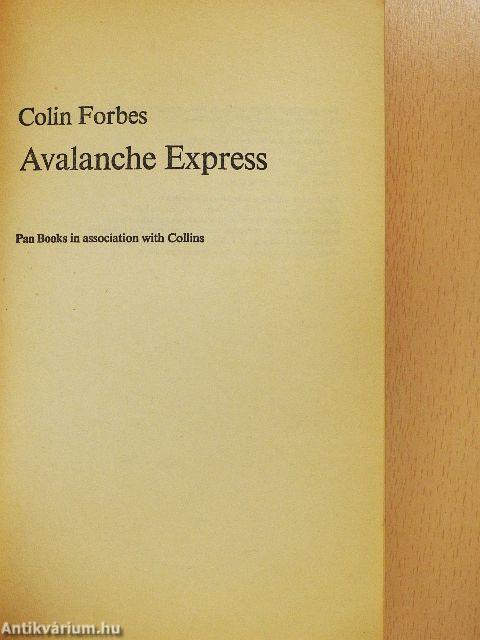 Colin Forbes
Avalanche Express
Pan Books in association with Collins
Antikvárium.hu